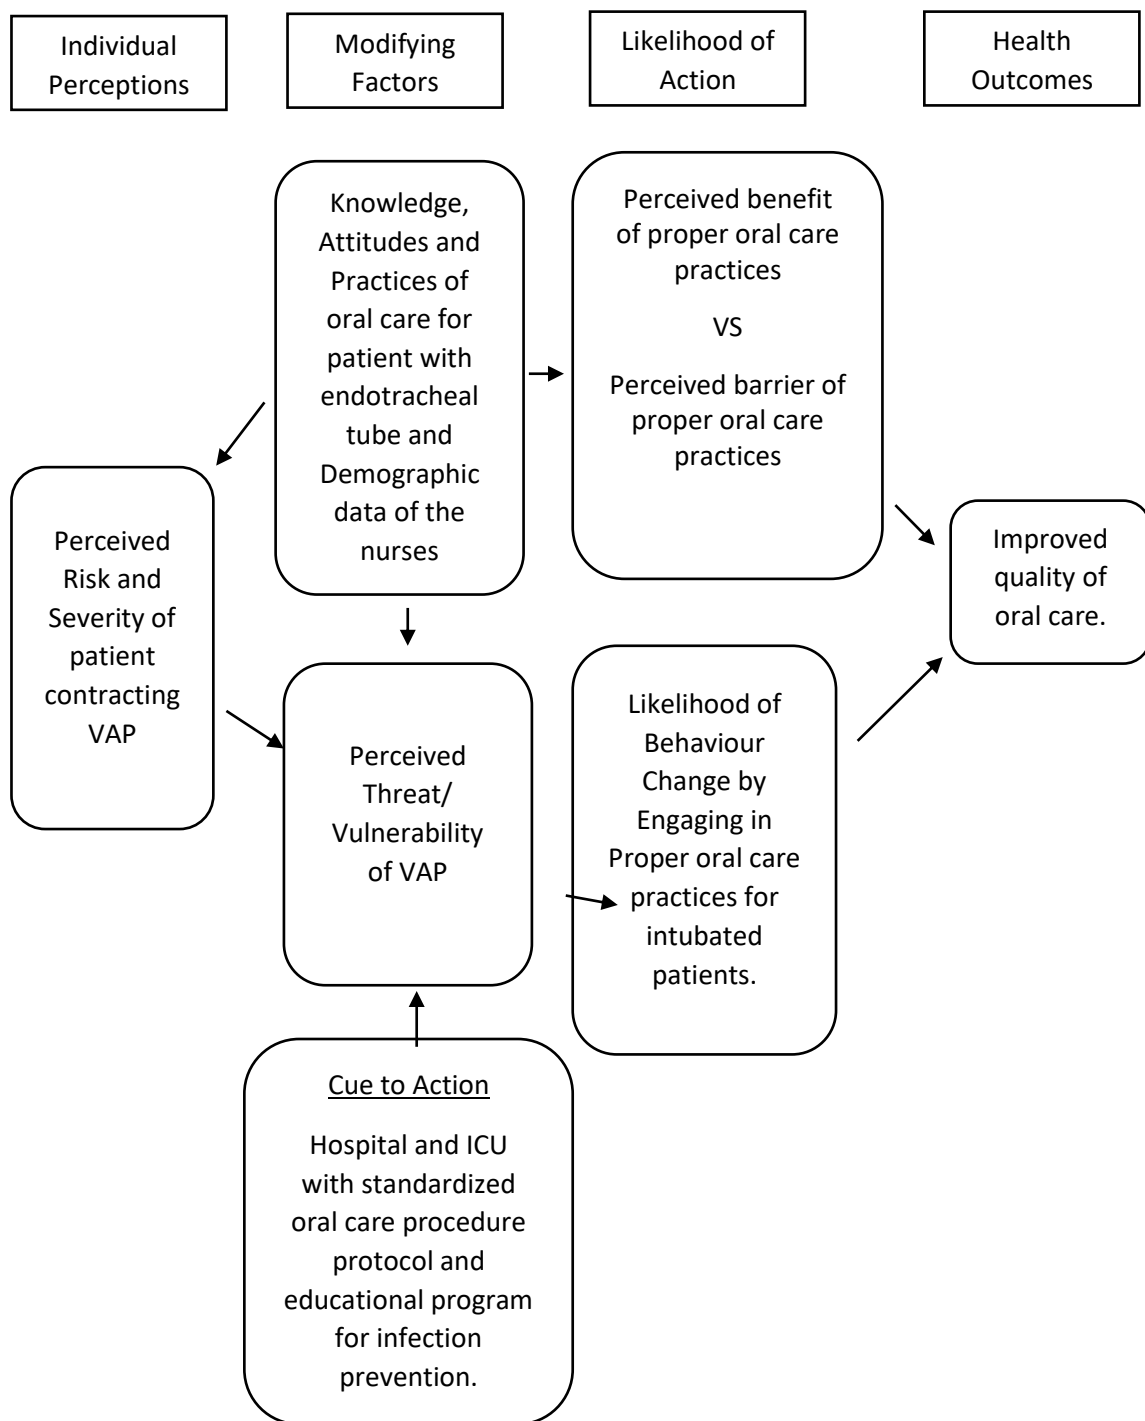 Individual
Perceptions
Modifying
Factors
Likelihood of
Action
Health
Outcomes
Knowledge,
Attitudes and
Practices of
oral care for
patient with
endotracheal
tube and
Demographic
data of the
nurses
Perceived benefit
of proper oral care
practices
VS
Perceived barrier of
proper oral care
practices
Perceived
Risk and
Severity of
patient
contracting
VAP
Improved
quality of
oral care.
Perceived
Threat/
Vulnerability
of VAP
Likelihood of
Behaviour
Change by
Engaging in
Proper oral care
practices for
intubated
patients.
Cue to Action
Hospital and ICU
with standardized
oral care procedure
protocol and
educational program
for infection
prevention.